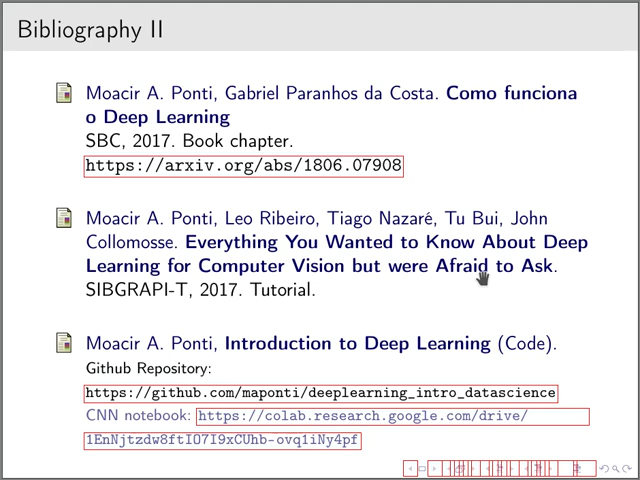 Bibliography II
Moacir A. Ponti, Gabriel Paranhos da Costa. Como funciona
o Deep Learning
SBC, 2017. Book chapter.
https://arxiv.org/abs/1806.07908
Moacir A. Ponti, Leo Ribeiro, Tiago Nazaré, Tu Bui, John
Collomosse. Everything You Wanted to Know About Deep
Learning for Computer Vision but were Afraid to Ask.
SIBGRAPI-T, 2017. Tutorial.
Moacir A. Ponti, Introduction to Deep Learning (Code).
Github Repository:
https://github.com/maponti/deeplearning_intro_datascience
CNN notebook: https://colab.research.google.com/drive/
1EnNjtzdw8ftIO7I9xCUhb-ovq1iNy4pf